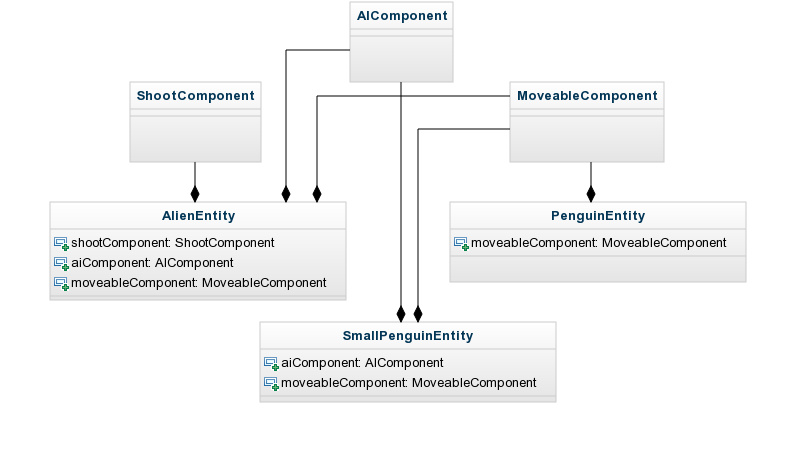 AIComponent
ShootComponent
MoveableComponent
AlienEntity
shootComponent: ShootComponent
aiComponent: AIComponent
moveableComponent: MoveableComponent
PenguinEntity
moveableComponent: MoveableComponent
SmallPenguinEntity
aiComponent: AIComponent
moveableComponent: MoveableComponent